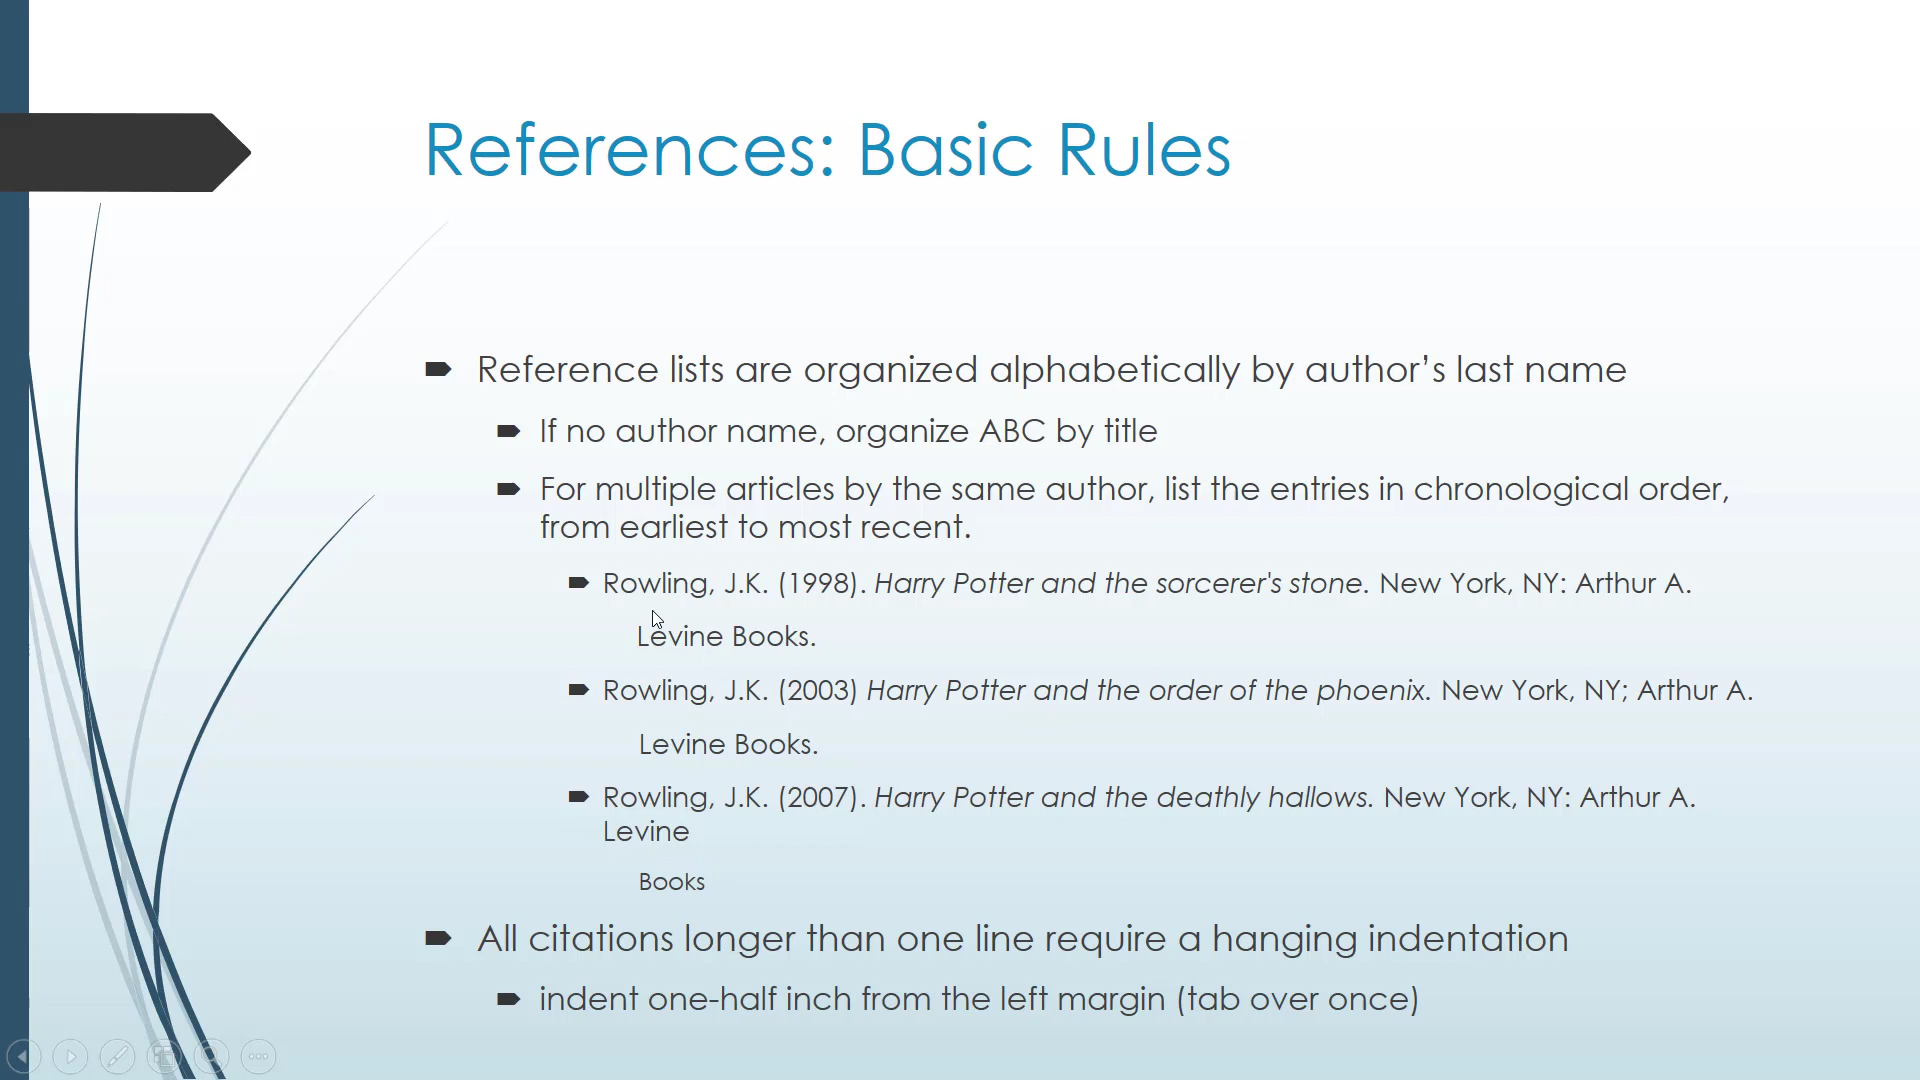 References: Basic Rules
Reference lists are organized alphabetically by author’s last name
If no author name, organize ABC by title
For multiple articles by the same author, list the entries in chronological order,
from earliest to most recent.
Rowling, J.K. (1998). Harry Potter and the sorcerer's stone. New York, NY: Arthur A.
Levine Books.
Rowling, J.K. (2003) Harry Potter and the order of the phoenix. New York, NY; Arthur A.
Levine Books.
Rowling, J.K. (2007). Harry Potter and the deathly hallows. New York, NY: Arthur A.
Levine
Books
All citations longer than one line require a hanging indentation
indent one-half inch from the left margin (tab over once)